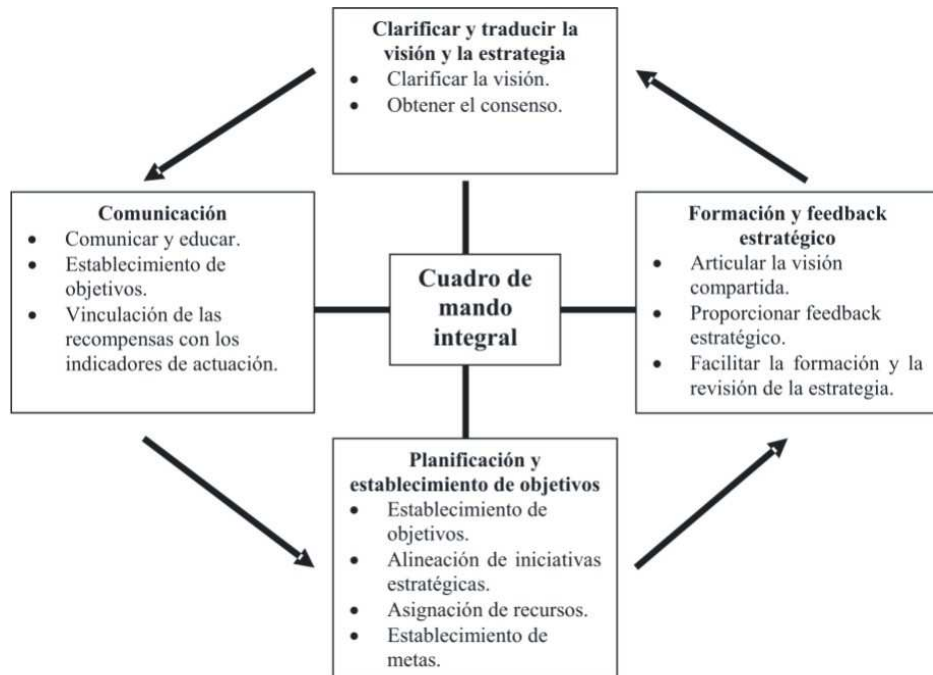 Clarificar y traducir la
visión y la estrategia
• Clarificar la visión.
• Obtener el consenso.
Comunicación
• Comunicar y educar.
• Establecimiento de
objetivos.
• Vinculación de las
recompensas con los
indicadores de actuación.
Cuadro de
mando
integral
Formación y feedback
estratégico
• Articular la visión
compartida.
• Proporcionar feedback
estratégico.
• Facilitar la formación y la
revisión de la estrategia.
Planificación y
establecimiento de objetivos
• Establecimiento de
objetivos.
• Alineación de iniciativas
estratégicas.
• Asignación de recursos.
• Establecimiento de
metas.